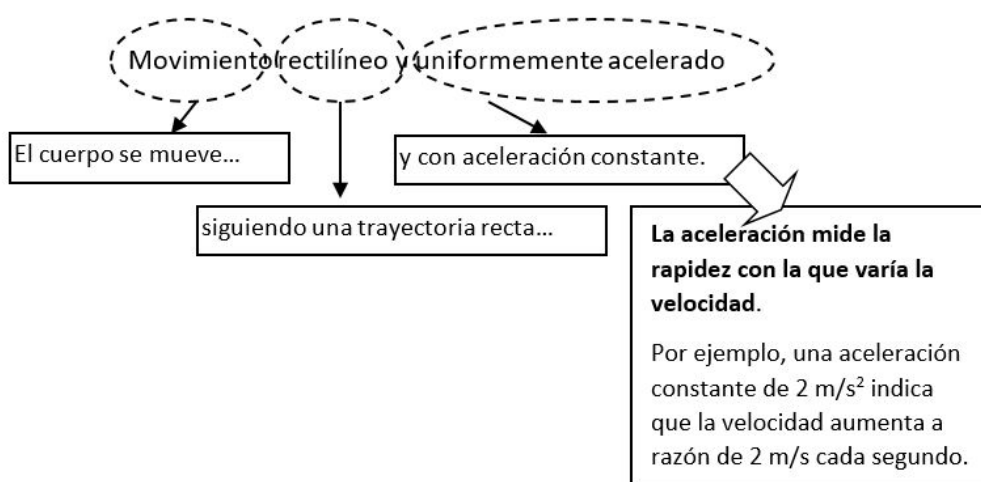 Movimiento rectilíneo y uniformemente acelerado
El cuerpo se mueve...
siguiendo una trayectoria recta...
y con aceleración constante.
La aceleración mide la
rapidez con la que varía la
velocidad.
Por ejemplo, una aceleración
constante de 2 m/s² indica
que la velocidad aumenta a
razón de 2 m/s cada segundo.